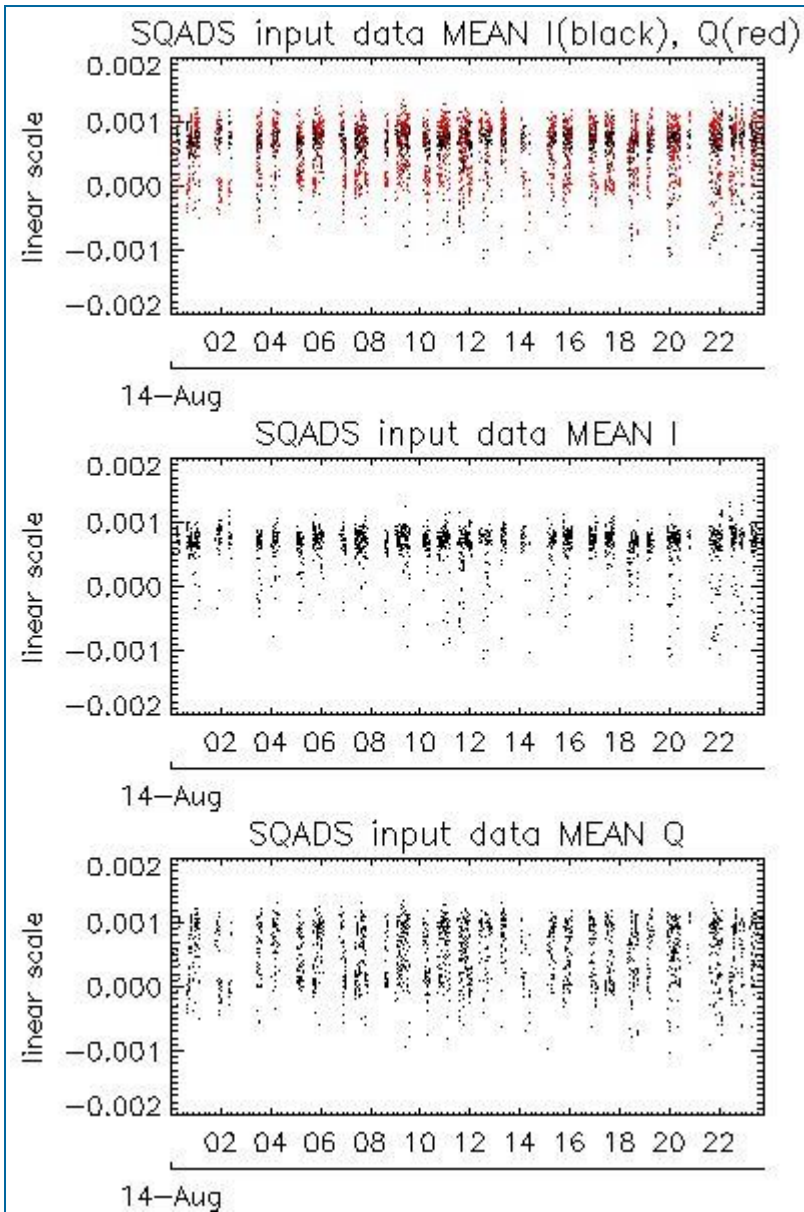 SQADS input data MEAN I(black), Q(red)
linear scale
0.002
0.001
0.000
-0.001
-0.002
02 04 06 08 10 12 14 16 18 20 22
14-Aug
SQADS input data MEAN I
linear scale
0.002
0.001
0.000
-0.001
-0.002
02 04 06 08 10 12 14 16 18 20 22
14-Aug
SQADS input data MEAN Q
linear scale
0.002
0.001
0.000
-0.001
-0.002
02 04 06 08 10 12 14 16 18 20 22
14-Aug